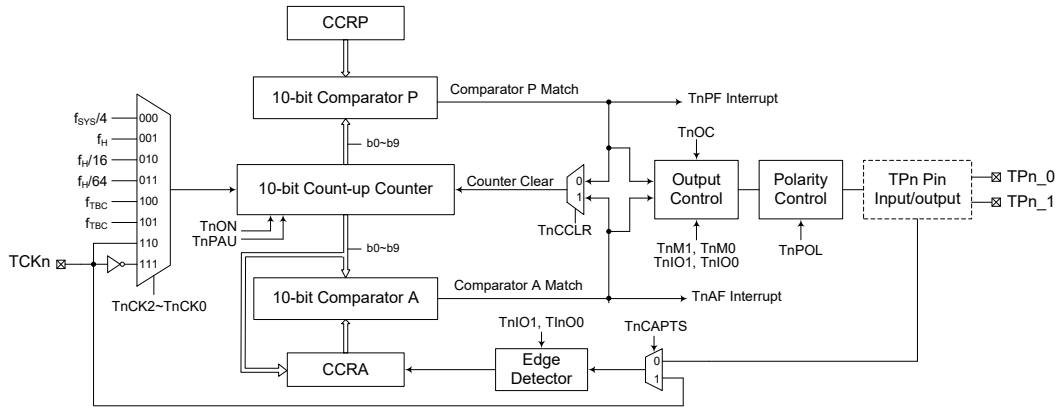 CCRP
10-bit Comparator P
Comparator P Match
TnPF Interrupt
fSYS/4
000
fH
001
fH/16
010
fH/64
011
fTBC
100
fTBC
101
110
111
TCKn
TnCK2~TnCK0
b0~b9
10-bit Count-up Counter
TnON
TnPAU
Counter Clear
0
1
TnCCLR
TnOC
Output
Control
TnM1, TnM0
TnIO1, TnIO0
Polarity
Control
TnPOL
TPn Pin
Input/output
TPn_0
TPn_1
b0~b9
10-bit Comparator A
Comparator A Match
TnAF Interrupt
CCRA
TnIO1, TInO0
Edge
Detector
TnCAPTS
0
1